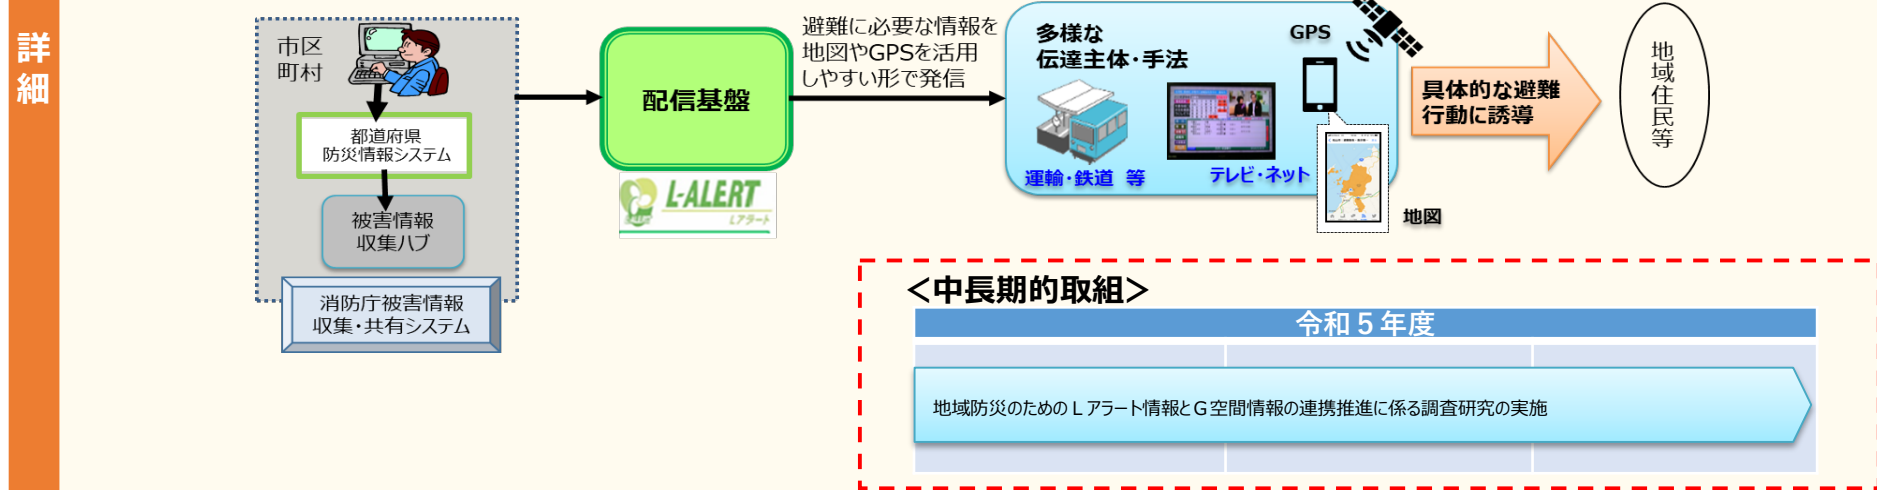 詳
細
市区
町村
都道府県
防災情報システム
被害情報
収集ハブ
消防庁被害情報
収集・共有システム
配信基盤
L-ALERT
Lアラート
避難に必要な情報を
地図やGPSを活用
しやすい形で発信
多様な
伝達主体・手法
GPS
運輸・鉄道 等
テレビ・ネット
地図
具体的な避難
行動に誘導
地域住民等
<中長期的取組>
令和５年度
地域防災のためのＬアラート情報とＧ空間情報の連携推進に係る調査研究の実施